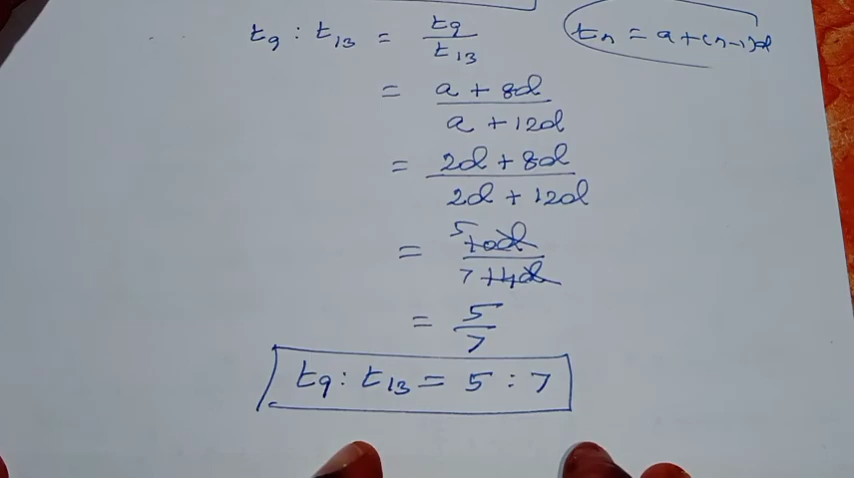 t₉ : t₁₃ = t₉/t₁₃
tₙ = a+(n-1)d
= a + 8d / a + 12d
= 2d + 8d / 2d + 12d
= 5 10d / 7 14d
= 5/7
t₉ : t₁₃ = 5 : 7